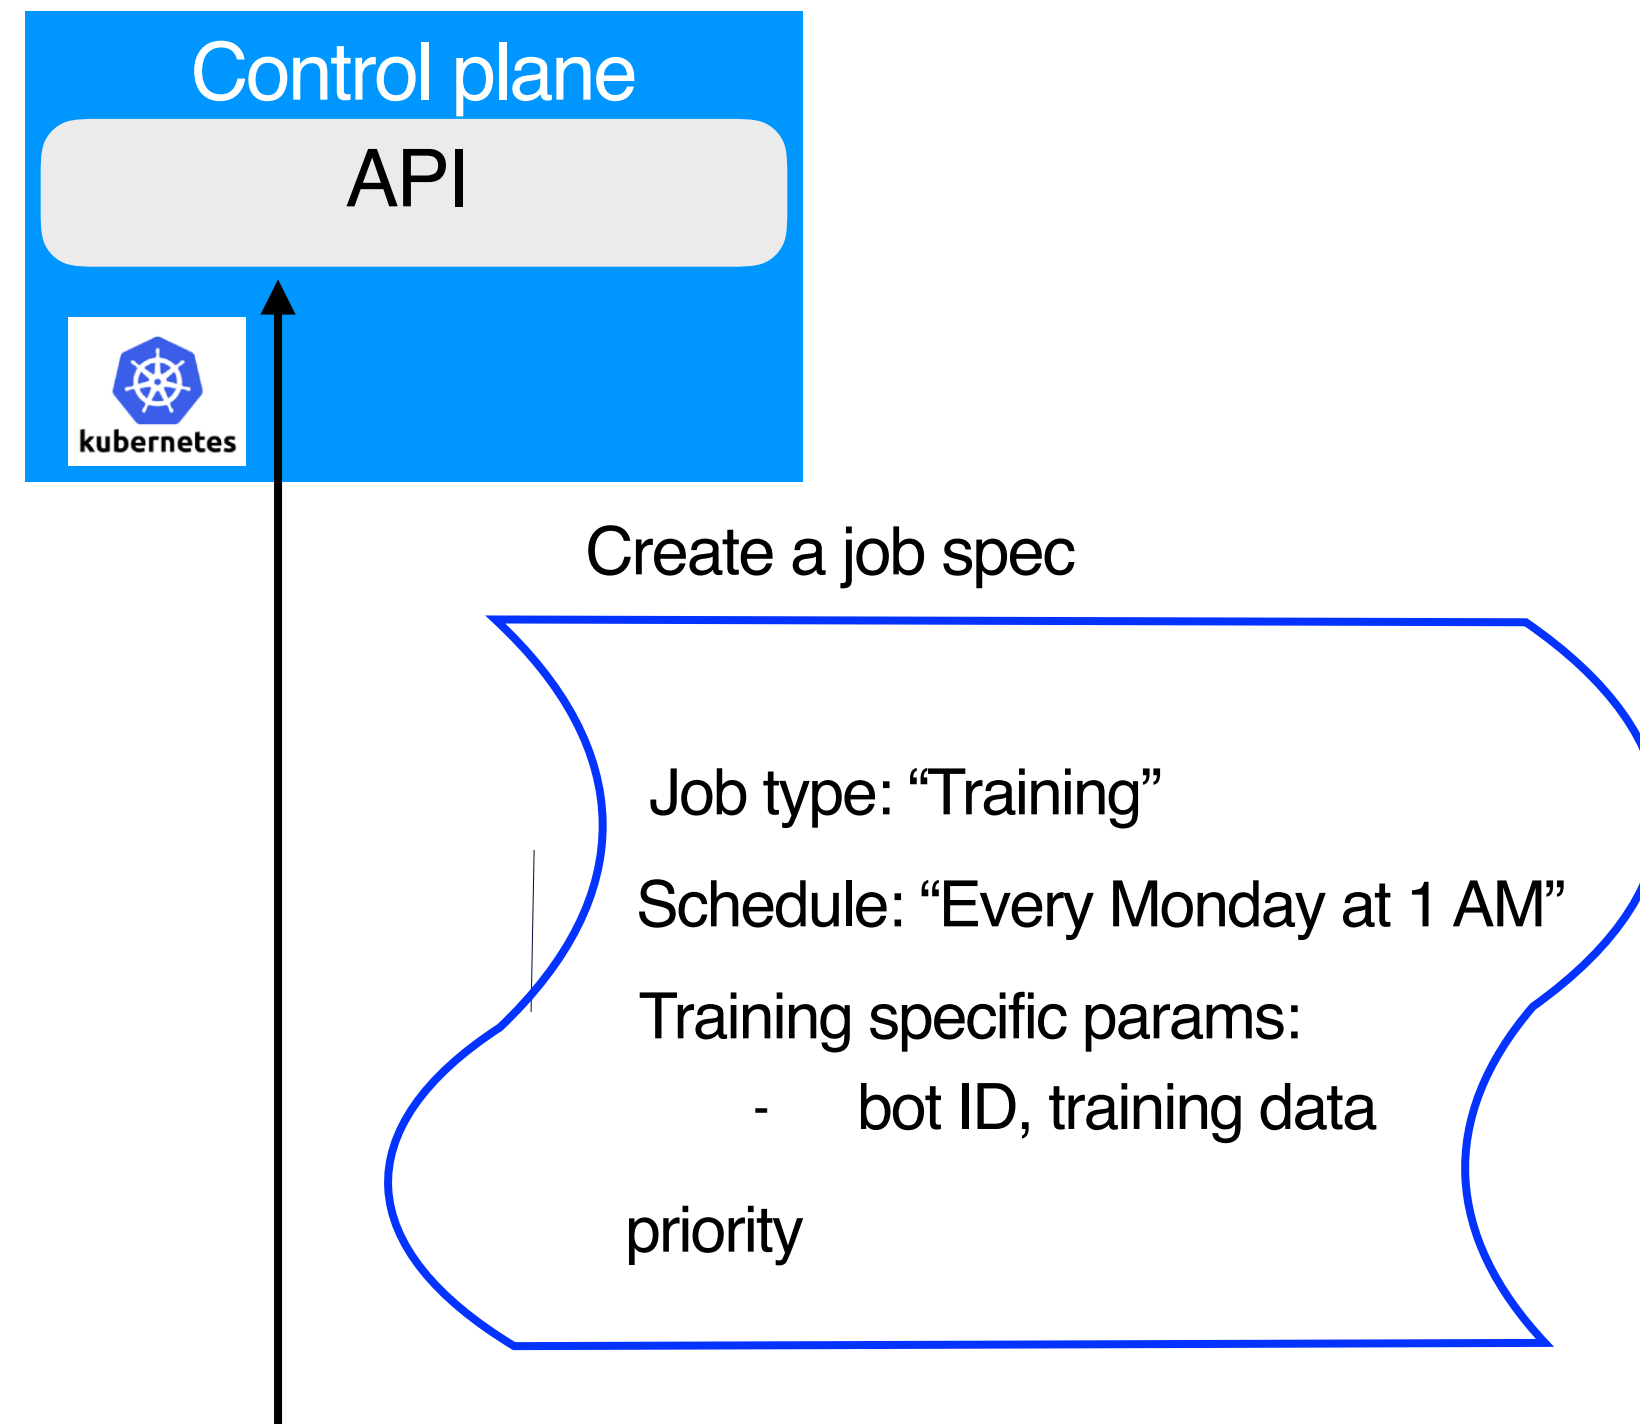 Control plane
API
kubernetes
Create a job spec
Job type: “Training”
Schedule: “Every Monday at 1 AM”
Training specific params:
- bot ID, training data
priority